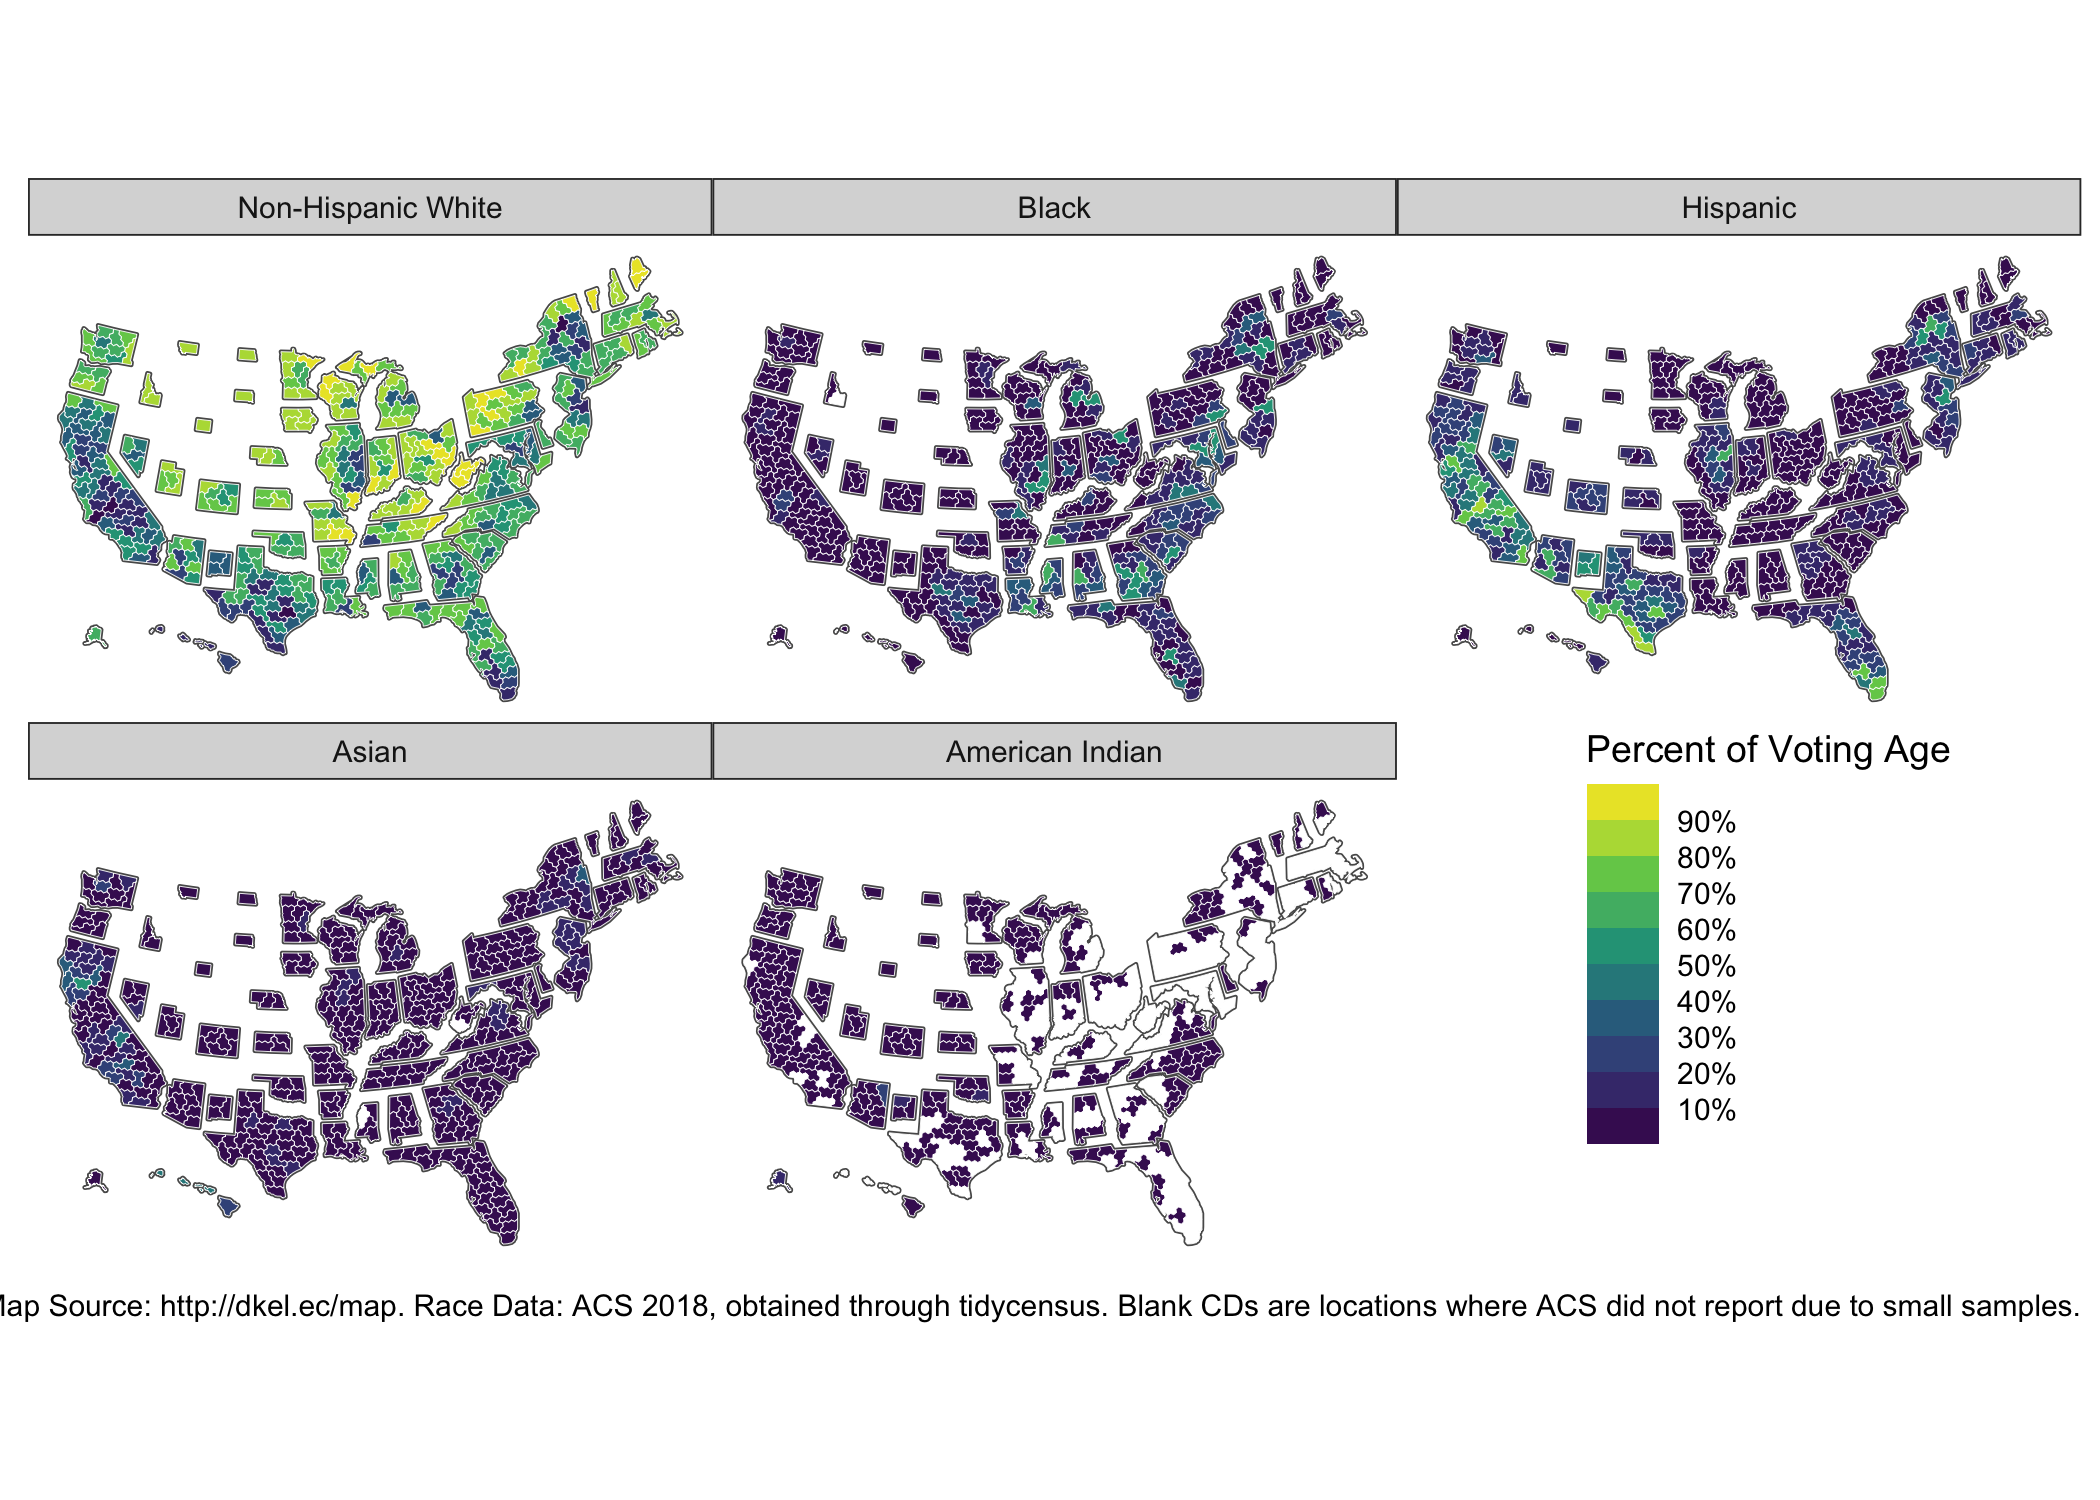 Non-Hispanic White
Black
Hispanic
Asian
American Indian
Percent of Voting Age
90%
80%
70%
60%
50%
40%
30%
20%
10%
Source: http://dkel.ec/map. Race Data: ACS 2018, obtained through tidycensus. Blank CDs are locations where ACS did not report due to small samples.